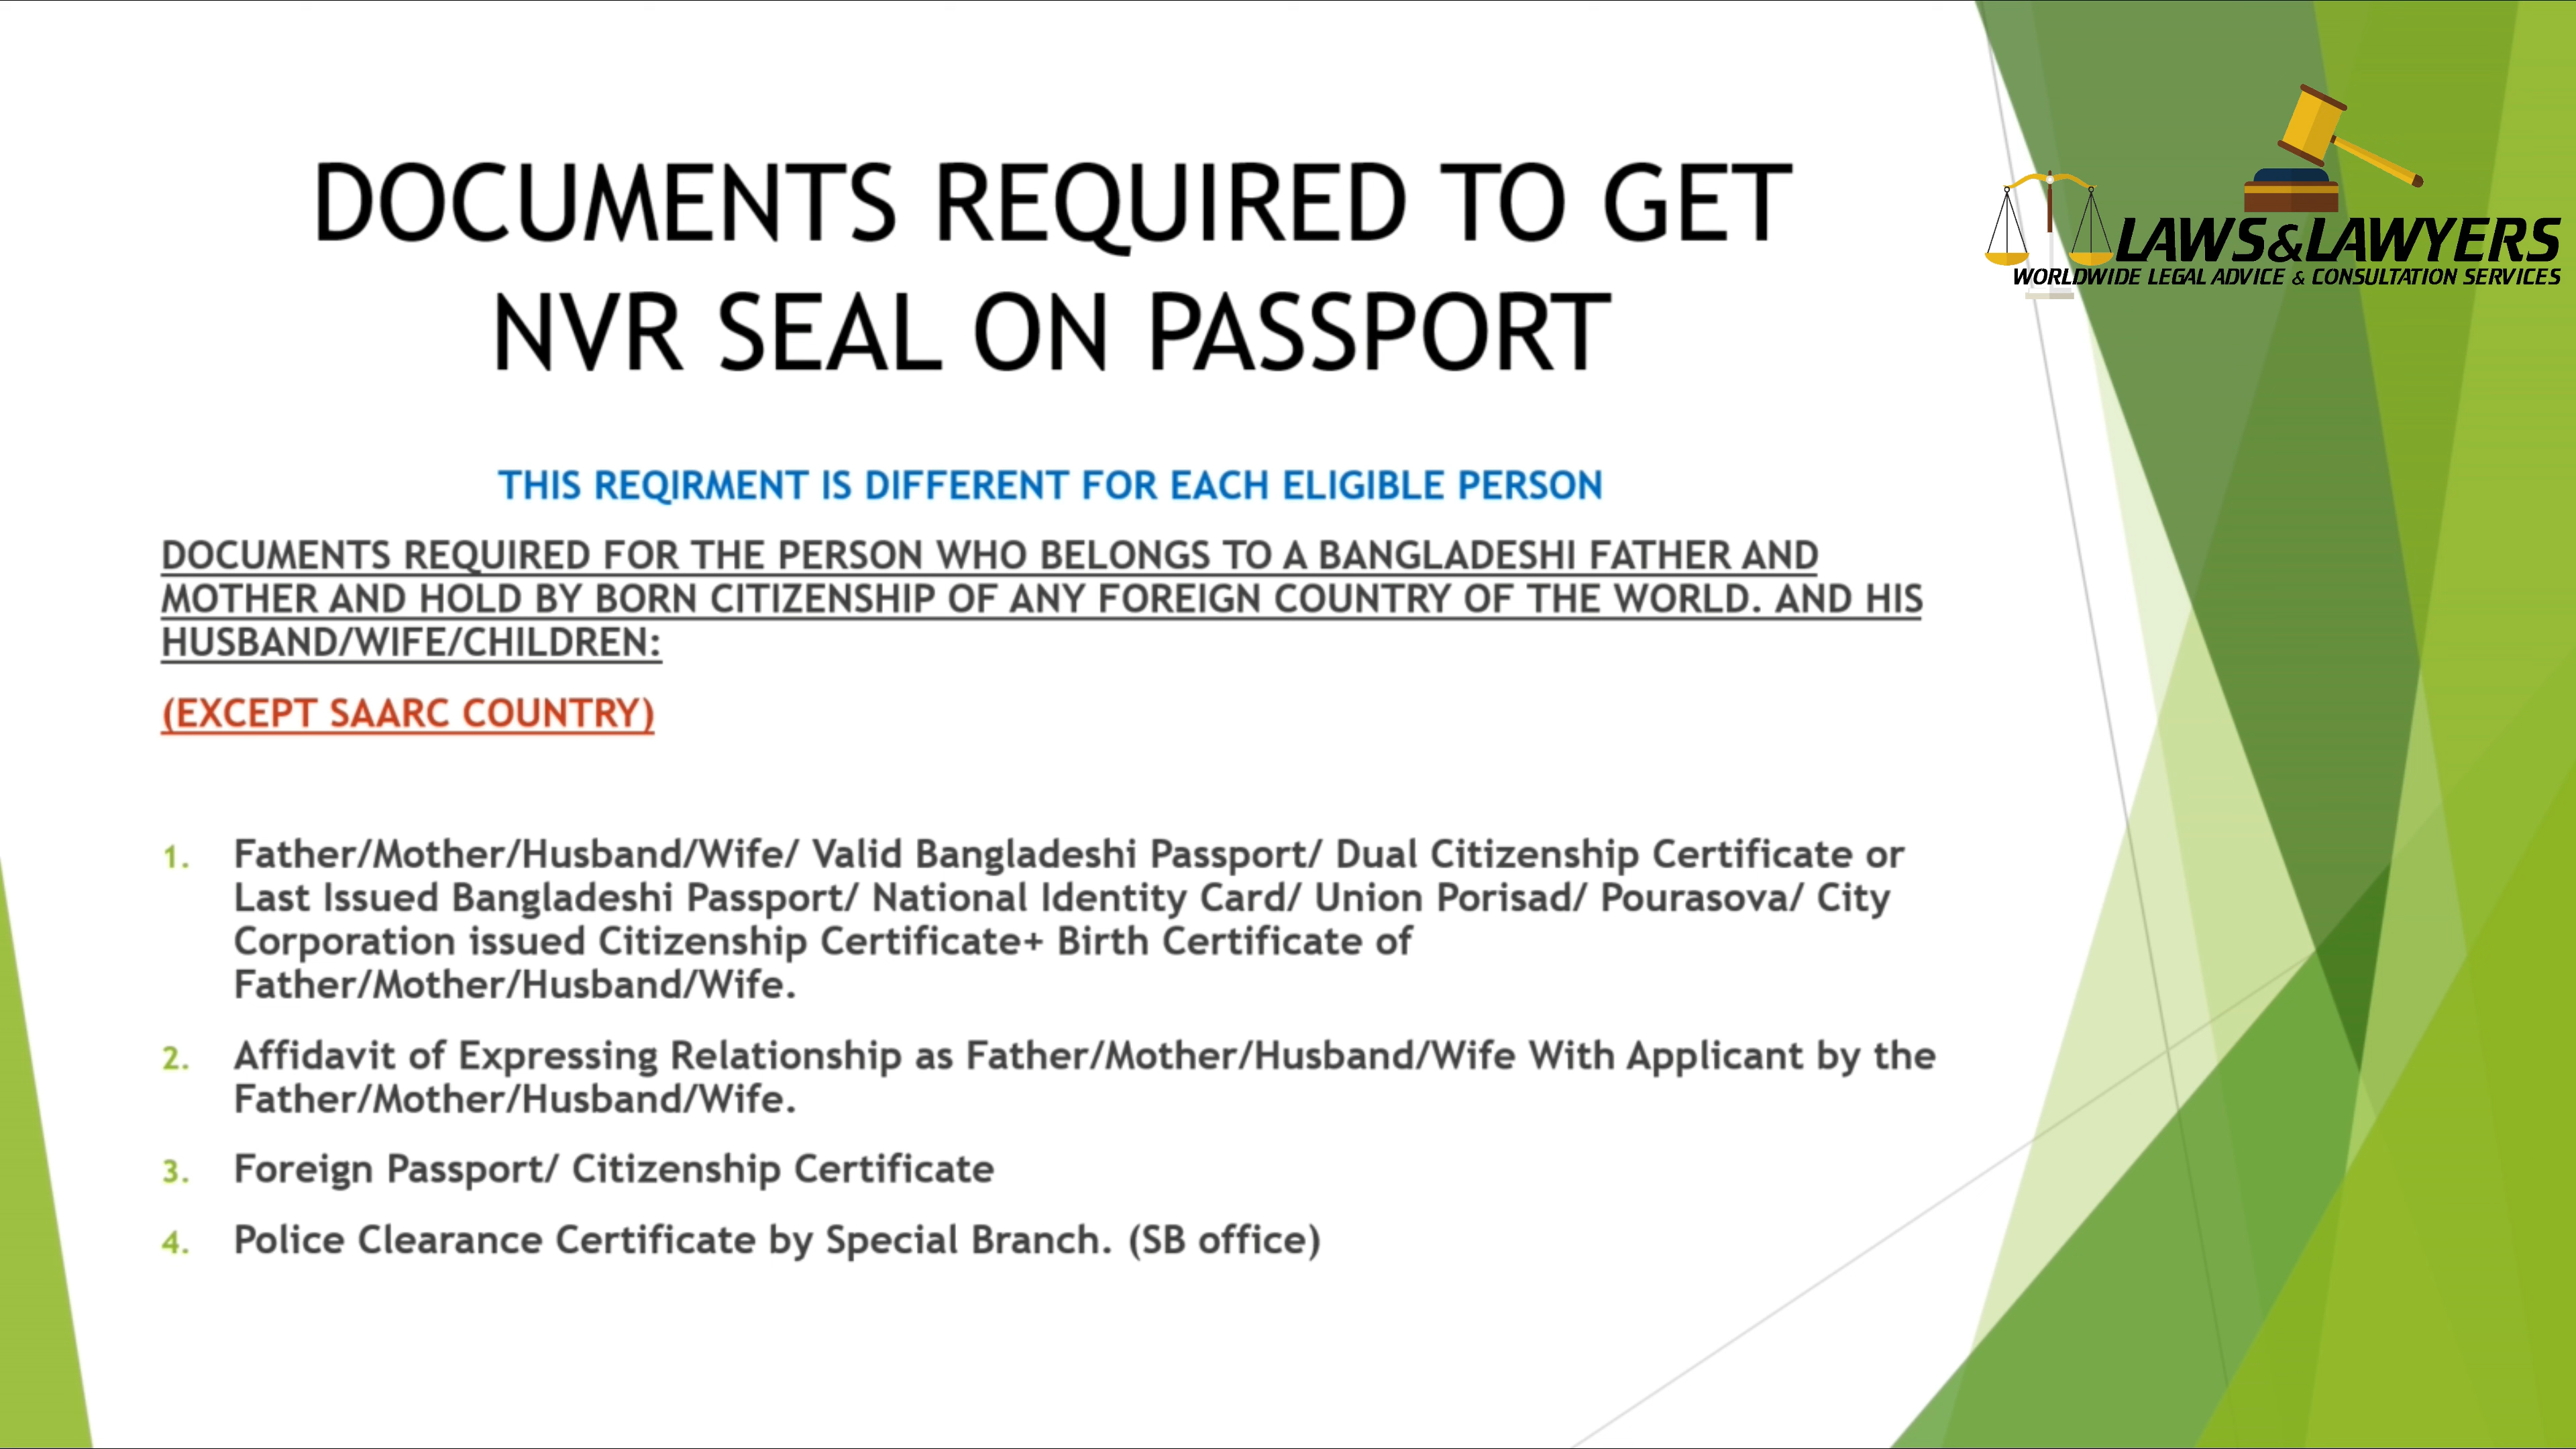 DOCUMENTS REQUIRED TO GET
NVR SEAL ON PASSPORT
LAWS&LAWYERS
WORLDWIDE LEGAL ADVICE & CONSULTATION SERVICES
THIS REQIRMENT IS DIFFERENT FOR EACH ELIGIBLE PERSON
DOCUMENTS REQUIRED FOR THE PERSON WHO BELONGS TO A BANGLADESHI FATHER AND
MOTHER AND HOLD BY BORN CITIZENSHIP OF ANY FOREIGN COUNTRY OF THE WORLD. AND HIS
HUSBAND/WIFE/CHILDREN:
(EXCEPT SAARC COUNTRY)
1. Father/Mother/Husband/Wife/ Valid Bangladeshi Passport/ Dual Citizenship Certificate or
Last Issued Bangladeshi Passport/ National Identity Card/ Union Porisad/ Pourasova/ City
Corporation issued Citizenship Certificate+ Birth Certificate of
Father/Mother/Husband/Wife.
2. Affidavit of Expressing Relationship as Father/Mother/Husband/Wife With Applicant by the
Father/Mother/Husband/Wife.
3. Foreign Passport/ Citizenship Certificate
4. Police Clearance Certificate by Special Branch. (SB office)